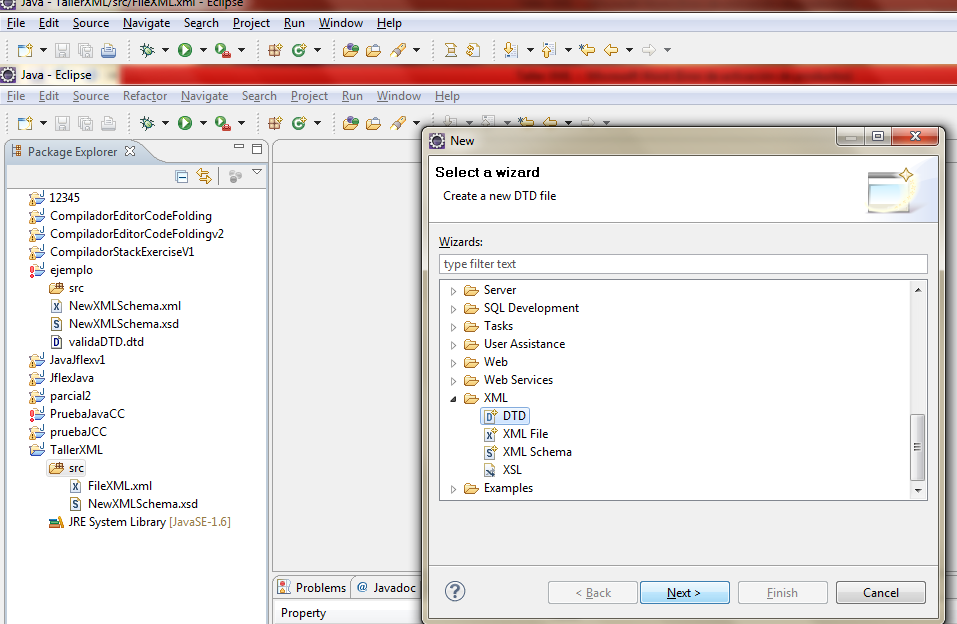 Java - TallerXML/src/FileXML.xml - Eclipse
File Edit Source Navigate Search Project Run Window Help
Java - Eclipse
File Edit Source Refactor Navigate Search Project Run Window Help
Package Explorer
12345
CompiladorEditorCodeFolding
CompiladorEditorCodeFoldingv2
CompiladorStackExerciseV1
ejemplo
src
NewXMLSchema.xml
NewXMLSchema.xsd
validaDTD.dtd
JavaJflexv1
JflexJava
parcial2
PruebaJavaCC
pruebaJCC
TallerXML
src
FileXML.xml
NewXMLSchema.xsd
JRE System Library [JavaSE-1.6]
Problems @ Javadoc
Property
New
Select a wizard
Create a new DTD file
Wizards:
type filter text
Server
SQL Development
Tasks
User Assistance
Web
Web Services
XML
DTD
XML File
XML Schema
XSL
Examples
< Back Next > Finish Cancel